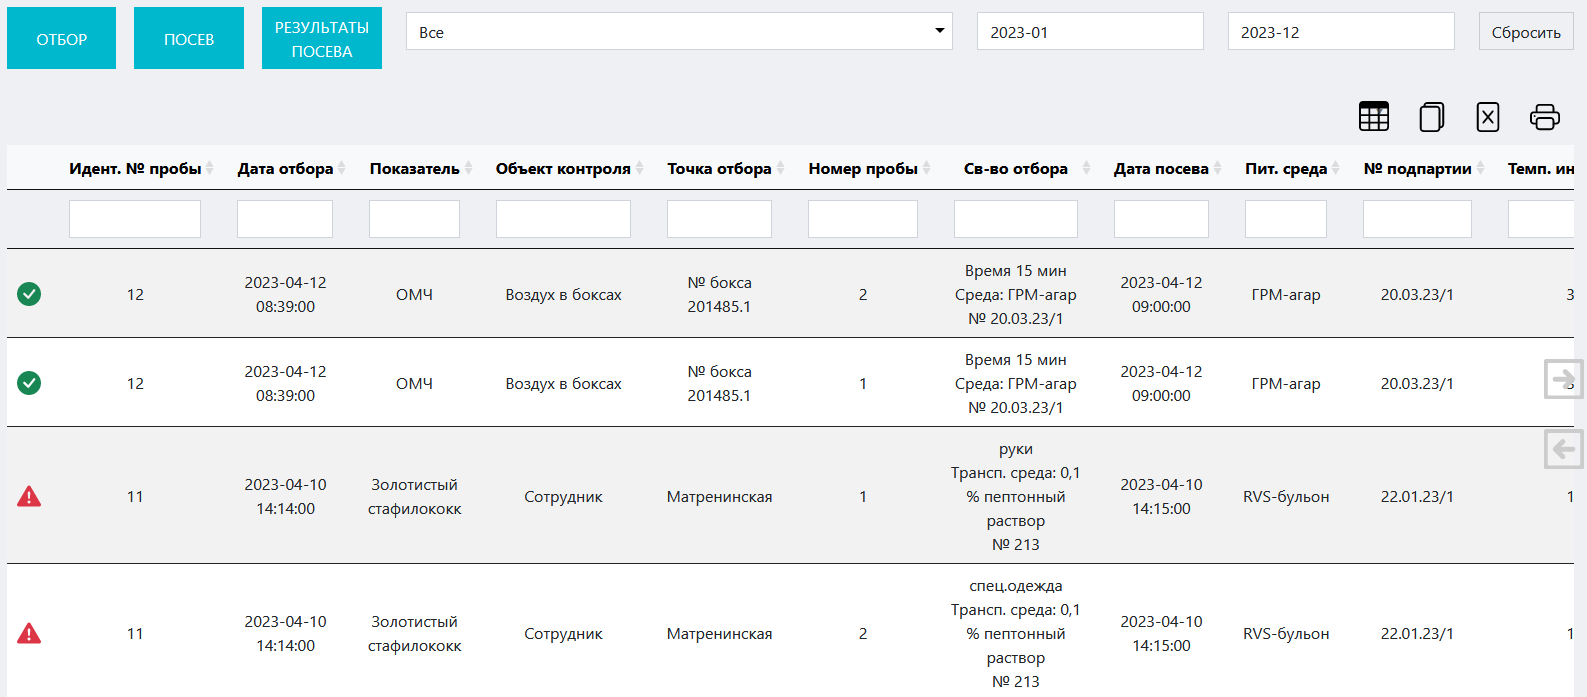 ОТБОР
ПОСЕВ
РЕЗУЛЬТАТЫ
ПОСЕВА
Все
2023-01
2023-12
Сбросить
Идент. № пробы Дата отбора Показатель Объект контроля Точка отбора Номер пробы Св-во отбора Дата посева Пит. среда № подпартии Темп. ин
12
2023-04-12
08:39:00
ОМЧ
Воздух в боксах
№ бокса
201485.1
2
Время 15 мин
Среда: ГРМ-агар
№ 20.03.23/1
2023-04-12
09:00:00
ГРМ-агар
20.03.23/1
3
12
2023-04-12
08:39:00
ОМЧ
Воздух в боксах
№ бокса
201485.1
1
Время 15 мин
Среда: ГРМ-агар
№ 20.03.23/1
2023-04-12
09:00:00
ГРМ-агар
20.03.23/1
3
11
2023-04-10
14:14:00
Золотистый
стафилококк
Сотрудник
Матренинская
1
руки
Трансп. среда: 0,1
% пептонный
раствор
№ 213
2023-04-10
14:15:00
RVS-бульон
22.01.23/1
1
11
2023-04-10
14:14:00
Золотистый
стафилококк
Сотрудник
Матренинская
2
спец.одежда
Трансп. среда: 0,1
% пептонный
раствор
№ 213
2023-04-10
14:15:00
RVS-бульон
22.01.23/1
1